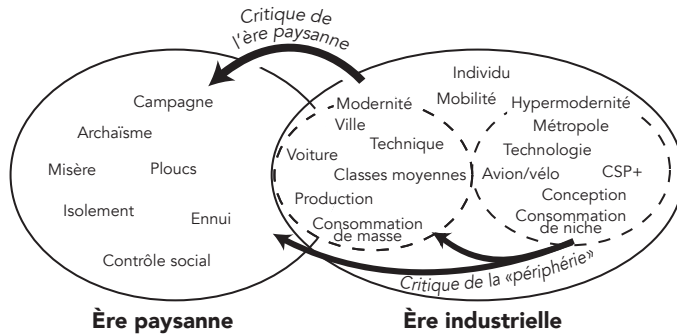 Critique de
l'ère paysanne
Campagne
Archaïsme
Misère
Ploucs
Isolement
Ennui
Contrôle social
Individu
Mobilité
Modernité
Ville
Technique
Voiture
Classes moyennes
Production
Consommation
de masse
Hypermodernité
Métropole
Technologie
CSP+
Avion/vélo
Conception
Consommation
de niche
Critique de la «périphérie»
Ère paysanne
Ère industrielle